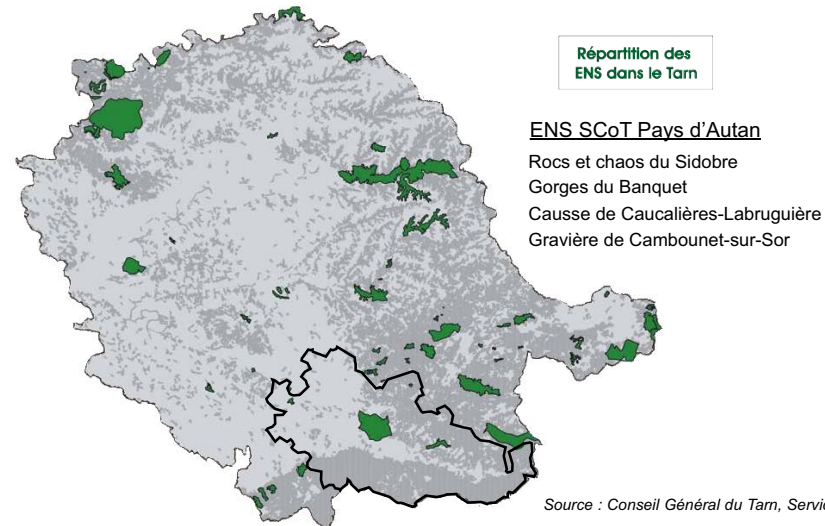 Répartition des
ENS dans le Tarn
ENS SCoT Pays d'Autan
Rocs et chaos du Sidobre
Gorges du Banquet
Causse de Caucalières-Labruguière
Gravière de Cambounet-sur-Sor
Source : Conseil Général du Tarn, Servic